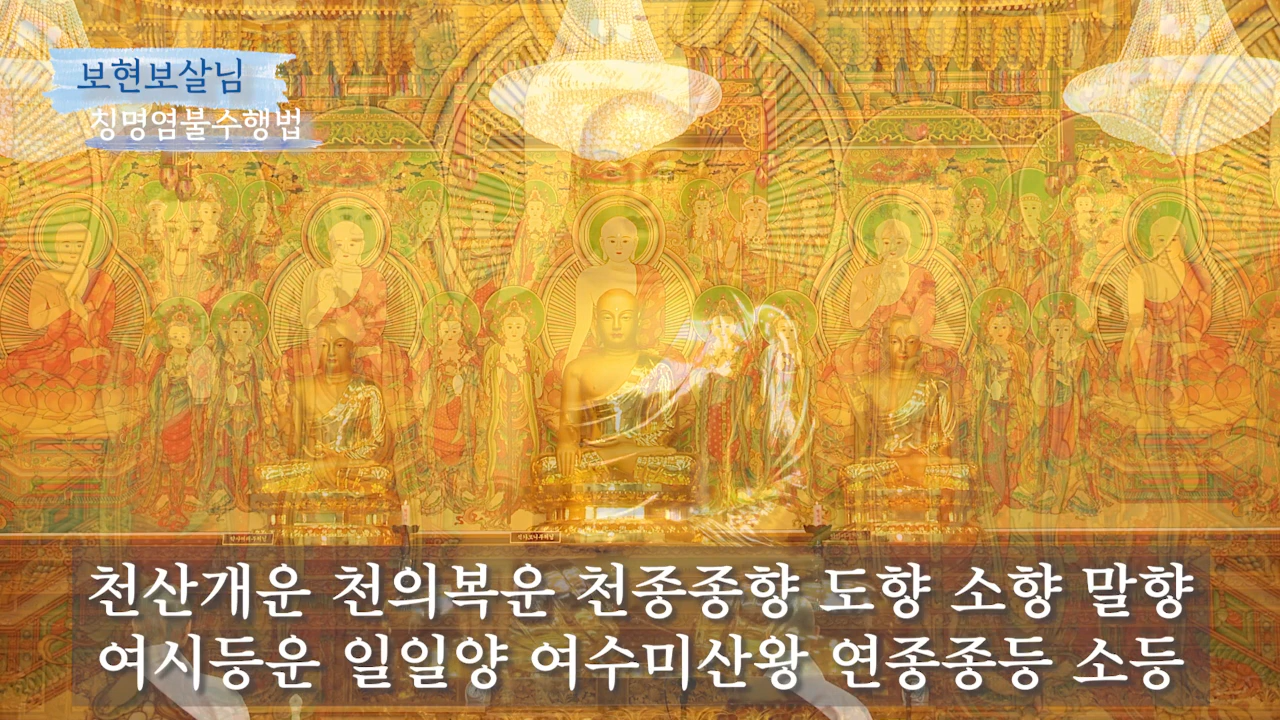 보현보살님
칭명염불수행법
천산개운 천의복운 천종종향 도향 소향 말향
여시등운 일일양 여수미산왕 연종종등 소등